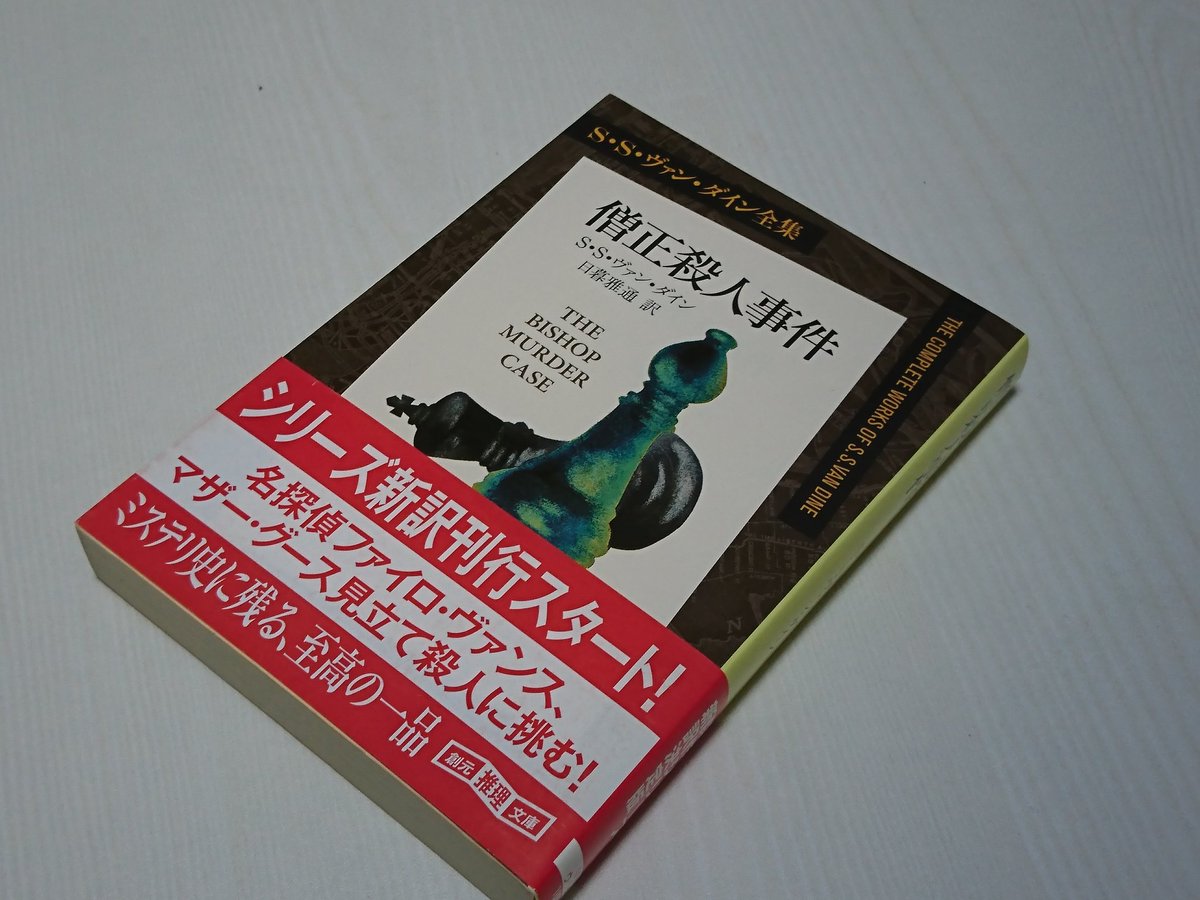 S・S・ヴァン・ダイン全集
僧正殺人事件
S・S・ヴァン・ダイン
日暮雅通 訳
THE
BISHOP
MURDER
CASE
THE COMPLETE WORKS OF S.S.VAN DINE
シリーズ新訳刊行スタート!
名探偵ファイロ・ヴァンス、
マザー・グース見立て殺人に挑む!
ミステリ史に残る、至高の一品
創元
推理
文庫
N